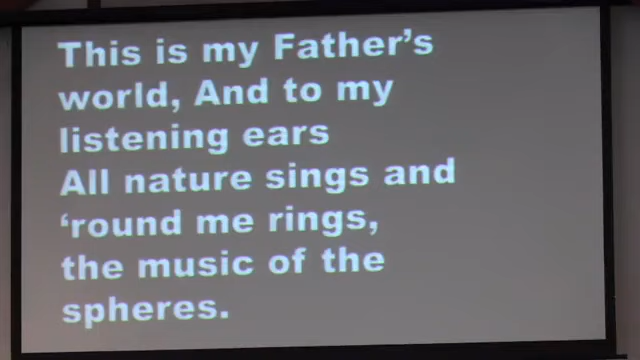 This is my Father’s
world, And to my
listening ears
All nature sings and
‘round me rings,
the music of the
spheres.